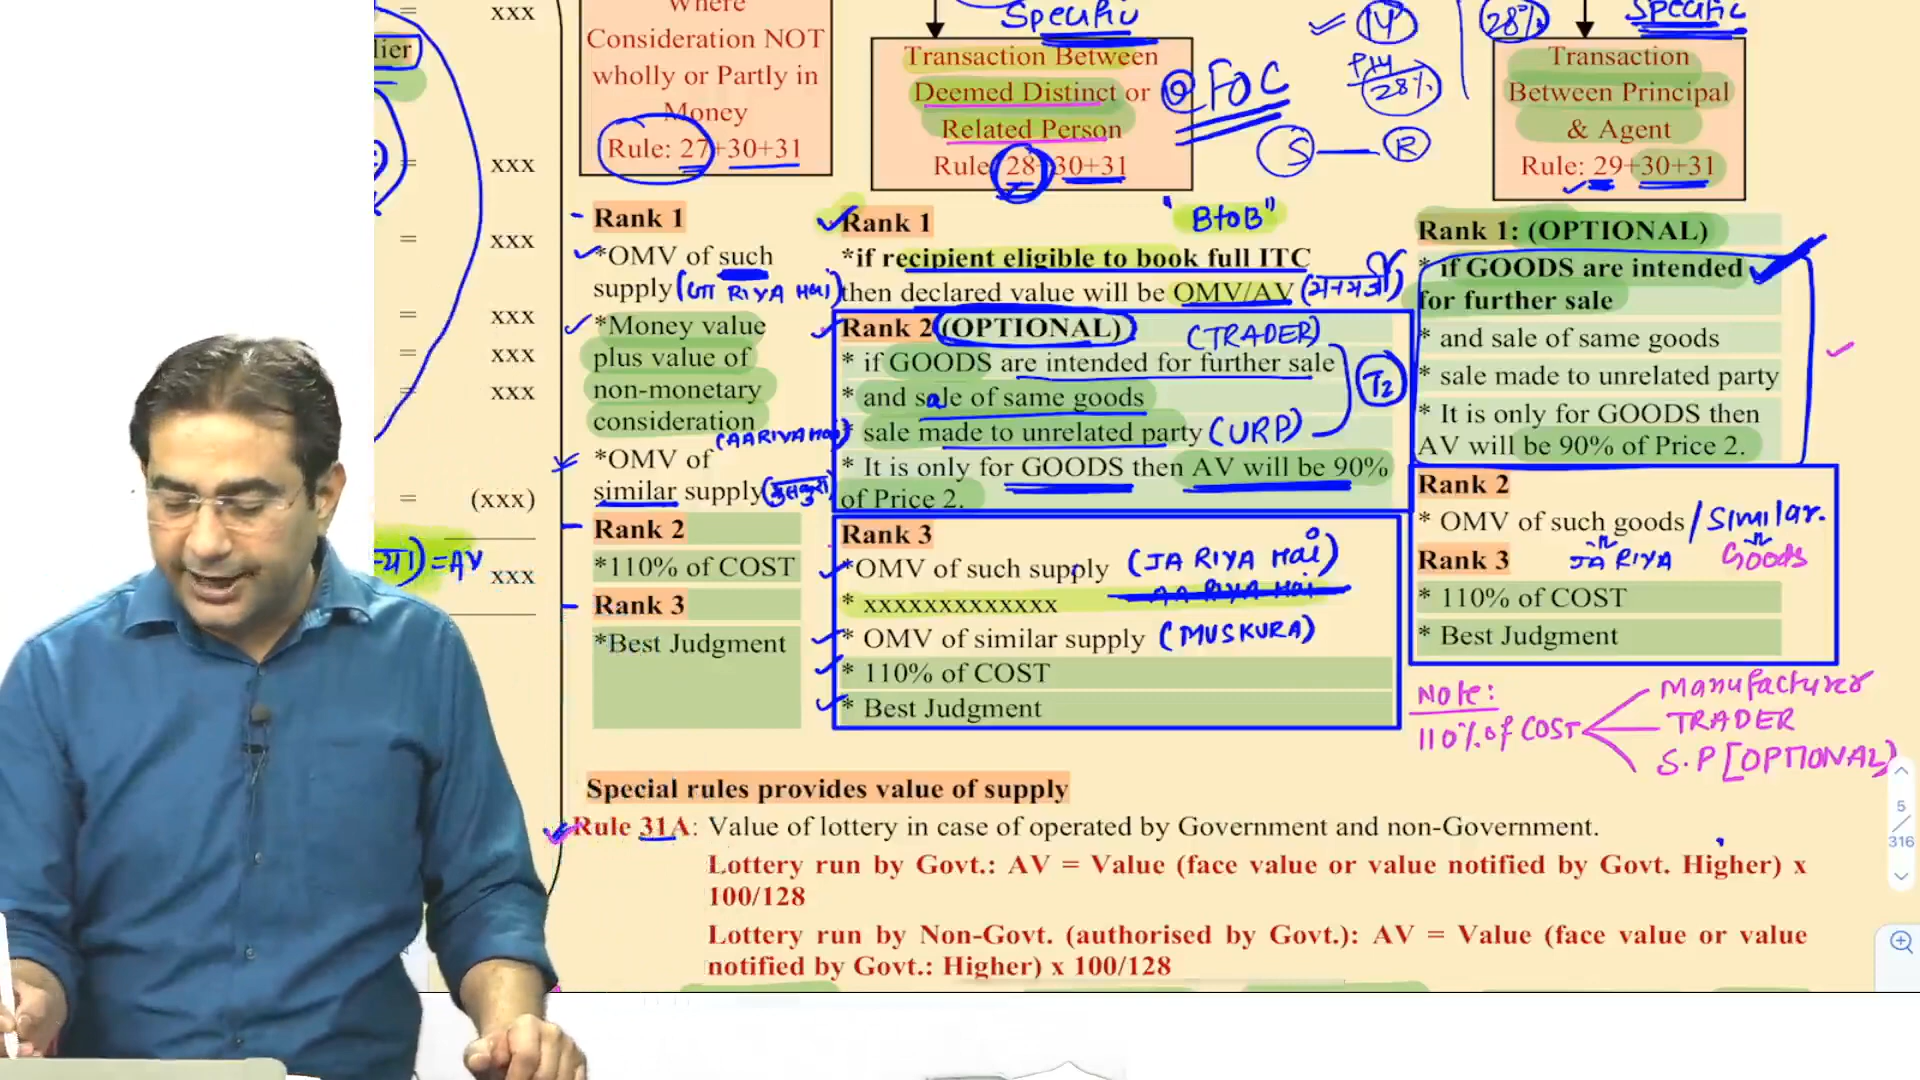 = xxx
lier
= xxx
= xxx
= xxx
= xxx
= xxx
= (xxx)
)=AV
xxx
Where
Consideration NOT
wholly or Partly in
Money
Rule: 27+30+31
Rank 1
*OMV of such
supply
*Money value
plus value of
non-monetary
consideration
(AARIYA Hai)
*OMV of
similar supply
Rank 2
*110% of COST
Rank 3
*Best Judgment
Specific
Transaction Between
Deemed Distinct or
Related Person
Rule 28+30+31
@ FOC
S — R
28%
Rank 1
"BtoB"
*if recipient eligible to book full ITC
then declared value will be OMV/AV
Rank 2 (OPTIONAL) (TRADER)
* if GOODS are intended for further sale
* and sale of same goods
T2
* sale made to unrelated party (URP)
* It is only for GOODS then AV will be 90%
of Price 2.
Rank 3
*OMV of such supply (JA RIYA Hai)
* xxxxxxxxxxxxx
* OMV of similar supply (MUSKURA)
* 110% of COST
* Best Judgment
28%
Specific
Transaction
Between Principal
& Agent
Rule: 29+30+31
Rank 1: (OPTIONAL)
* if GOODS are intended
for further sale
* and sale of same goods
* sale made to unrelated party
* It is only for GOODS then
AV will be 90% of Price 2.
Rank 2
* OMV of such goods / Similar.
JA RIYA Goods
Rank 3
* 110% of COST
* Best Judgment
Note:
110% of COST
Manufacturer
TRADER
S.P [OPTIONAL]
Special rules provides value of supply
Rule 31A: Value of lottery in case of operated by Government and non-Government.
Lottery run by Govt.: AV = Value (face value or value notified by Govt. Higher) x
100/128
Lottery run by Non-Govt. (authorised by Govt.): AV = Value (face value or value
notified by Govt.: Higher) x 100/128
5
/
316